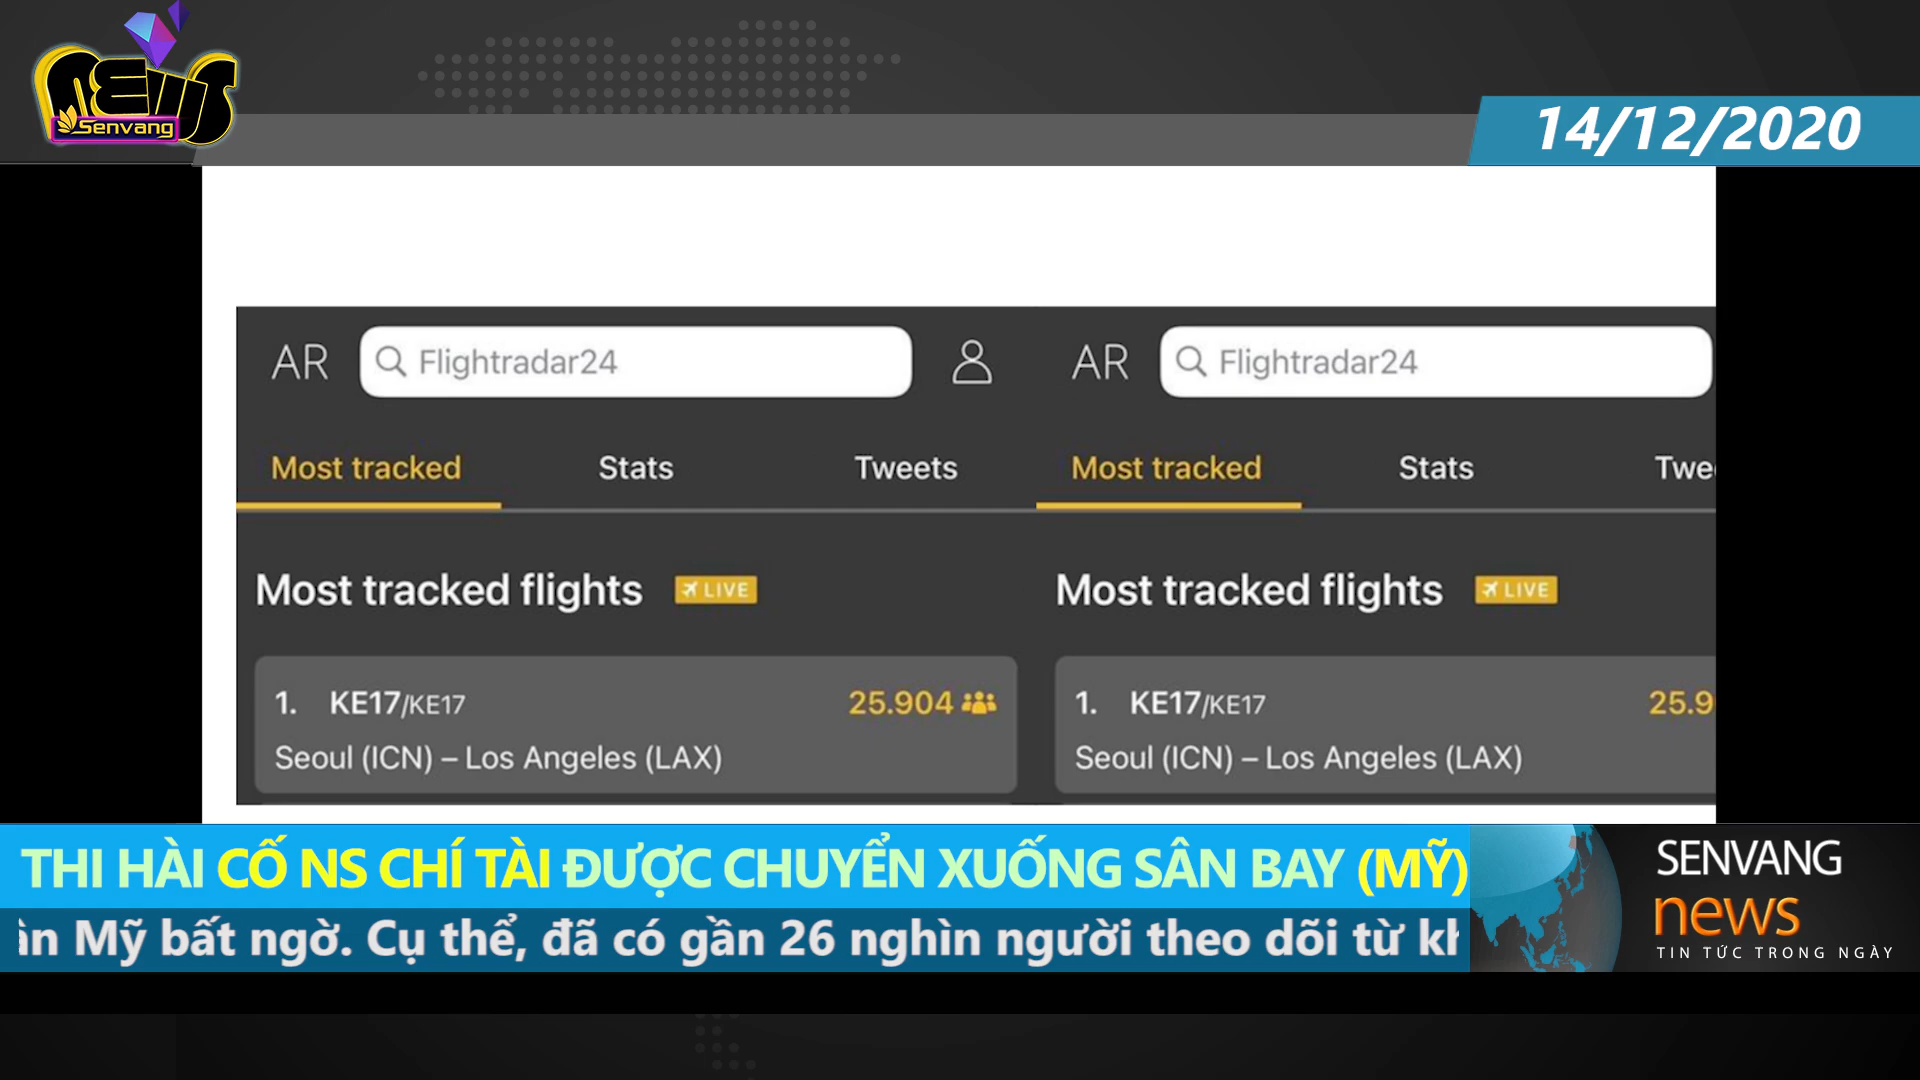 news
Senvang
14/12/2020
AR Flightradar24
AR Flightradar24
Most tracked Stats Tweets
Most tracked Stats
Most tracked flights LIVE
Most tracked flights LIVE
1. KE17/KE17 25.904
Seoul (ICN) – Los Angeles (LAX)
1. KE17/KE17 25.9
Seoul (ICN) – Los Angeles (LAX)
THI HÀI CỐ NS CHÍ TÀI ĐƯỢC CHUYỂN XUỐNG SÂN BAY (MỸ)
Mỹ bất ngờ. Cụ thể, đã có gần 26 nghìn người theo dõi từ
SENVANG
news
TIN TỨC TRONG NGÀY